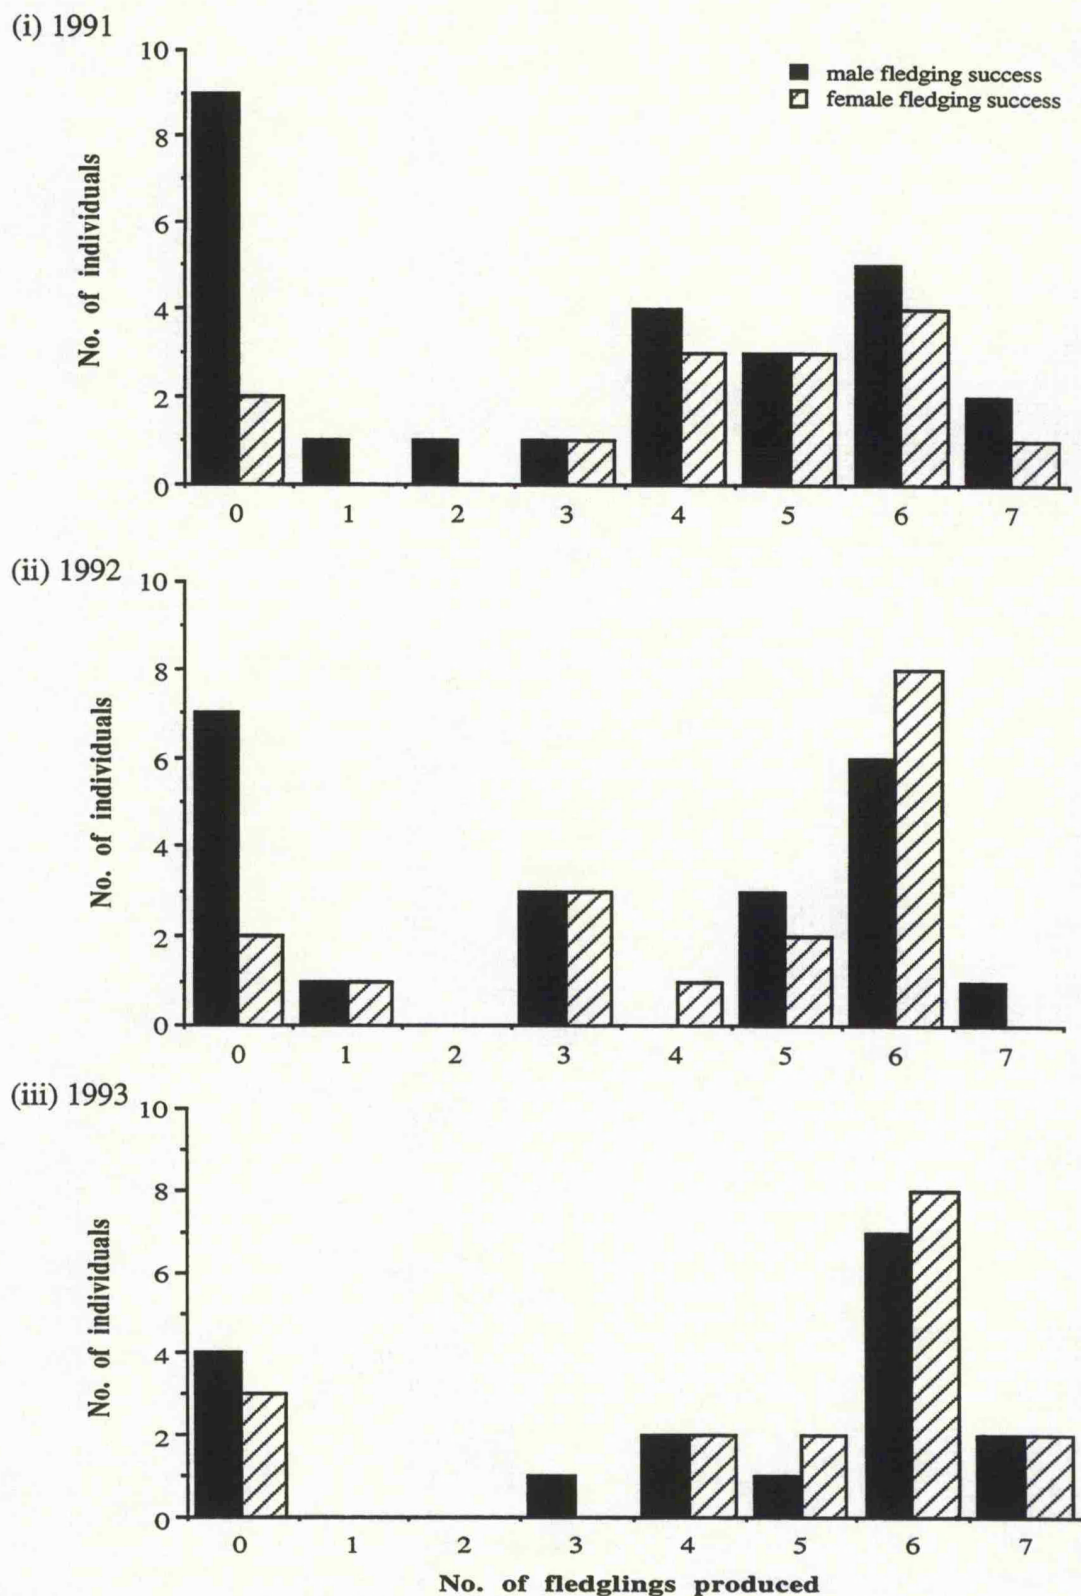 (i) 1991
male fledging success
female fledging success
No. of individuals
10
8
6
4
2
0
0 1 2 3 4 5 6 7
(ii) 1992
No. of individuals
10
8
6
4
2
0
0 1 2 3 4 5 6 7
(iii) 1993
No. of individuals
10
8
6
4
2
0
0 1 2 3 4 5 6 7
No. of fledglings produced